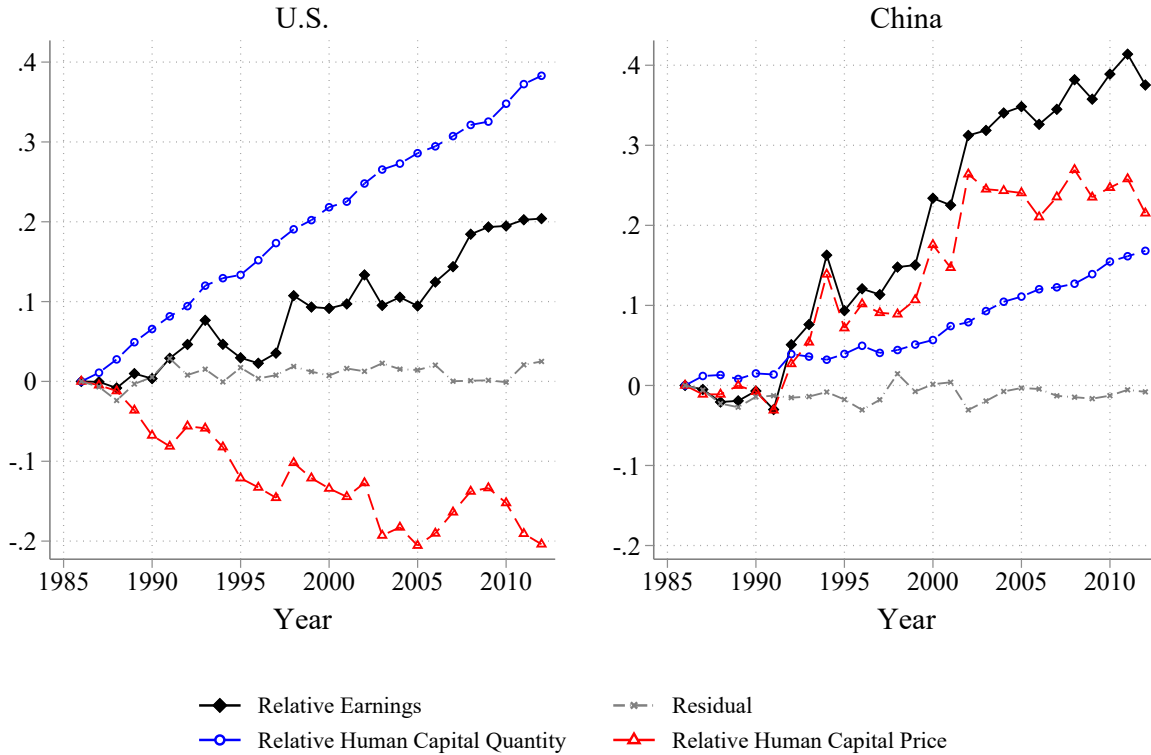 U.S.
China
.4
.3
.2
.1
0
-.1
-.2
1985 1990 1995 2000 2005 2010
Year
.4
.3
.2
.1
0
-.1
-.2
1985 1990 1995 2000 2005 2010
Year
Relative Earnings
Residual
Relative Human Capital Quantity
Relative Human Capital Price